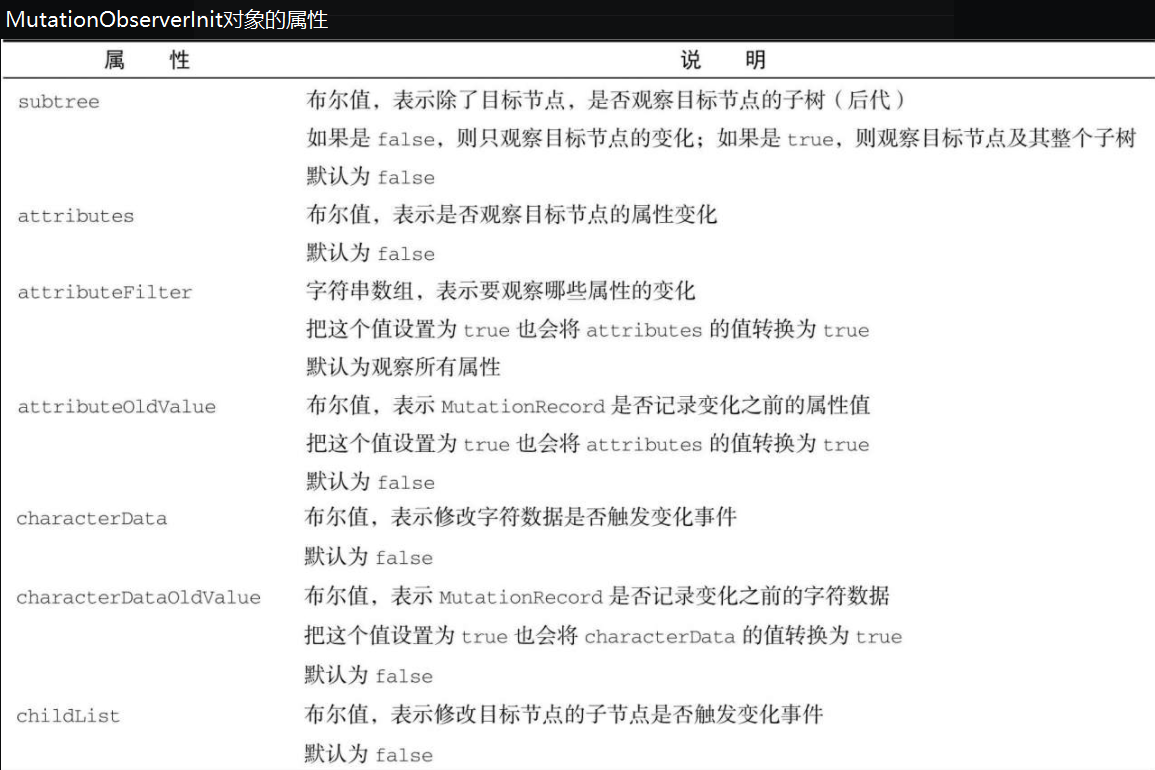 MutationObserverInit对象的属性
属 性 说 明
subtree 布尔值，表示除了目标节点，是否观察目标节点的子树（后代）
如果是 false，则只观察目标节点的变化；如果是 true，则观察目标节点及其整个子树
默认为 false
attributes 布尔值，表示是否观察目标节点的属性变化
默认为 false
attributeFilter 字符串数组，表示要观察哪些属性的变化
把这个值设置为 true 也会将 attributes 的值转换为 true
默认为观察所有属性
attributeOldValue 布尔值，表示 MutationRecord 是否记录变化之前的属性值
把这个值设置为 true 也会将 attributes 的值转换为 true
默认为 false
characterData 布尔值，表示修改字符数据是否触发变化事件
默认为 false
characterDataOldValue 布尔值，表示 MutationRecord 是否记录变化之前的字符数据
把这个值设置为 true 也会将 characterData 的值转换为 true
默认为 false
childList 布尔值，表示修改目标节点的子节点是否触发变化事件
默认为 false